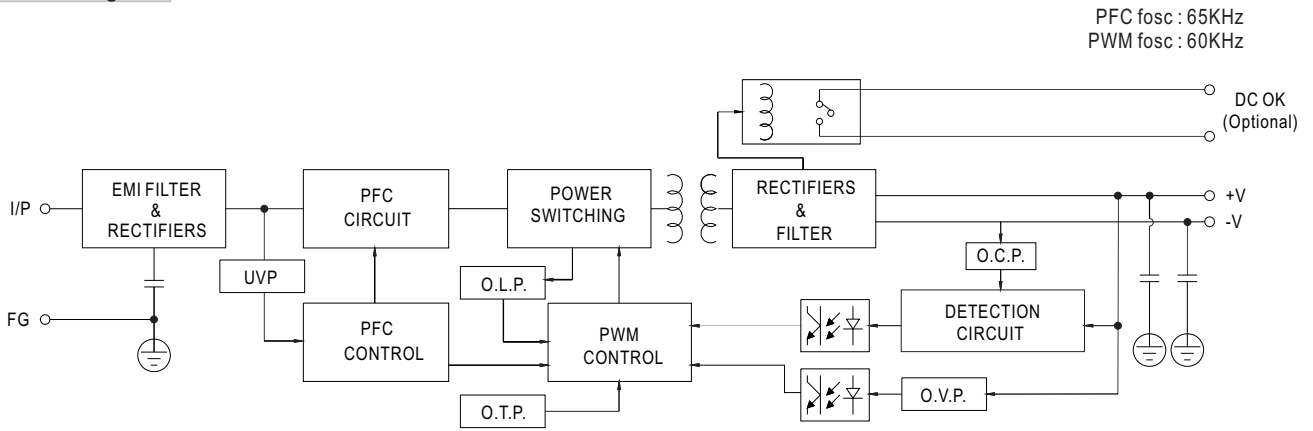 PFC fosc : 65KHz
PWM fosc : 60KHz
DC OK
(Optional)
I/P
EMI FILTER
&
RECTIFIERS
PFC
CIRCUIT
POWER
SWITCHING
RECTIFIERS
&
FILTER
+V
-V
UVP
O.L.P.
O.C.P.
FG
PFC
CONTROL
PWM
CONTROL
DETECTION
CIRCUIT
O.T.P.
O.V.P.